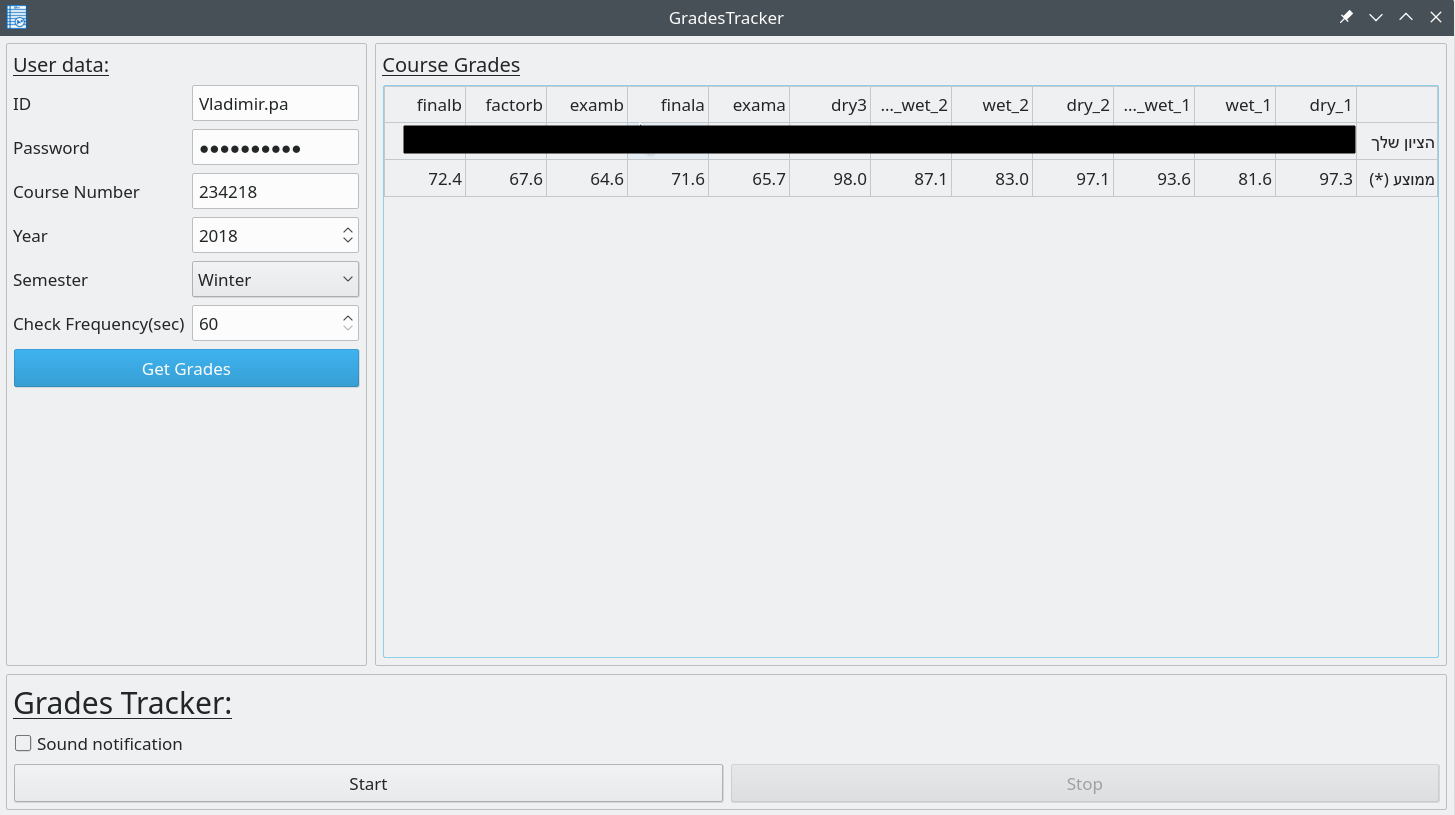 GradesTracker
User data:
ID Vladimir.pa
Password ●●●●●●●●●●
Course Number 234218
Year 2018
Semester Winter
Check Frequency(sec) 60
Get Grades
Course Grades
finalb factorb examb finala exama dry3 ..._wet_2 wet_2 dry_2 ..._wet_1 wet_1 dry_1
הציון שלך
72.4 67.6 64.6 71.6 65.7 98.0 87.1 83.0 97.1 93.6 81.6 97.3 ממוצע (*)
Grades Tracker:
Sound notification
Start Stop